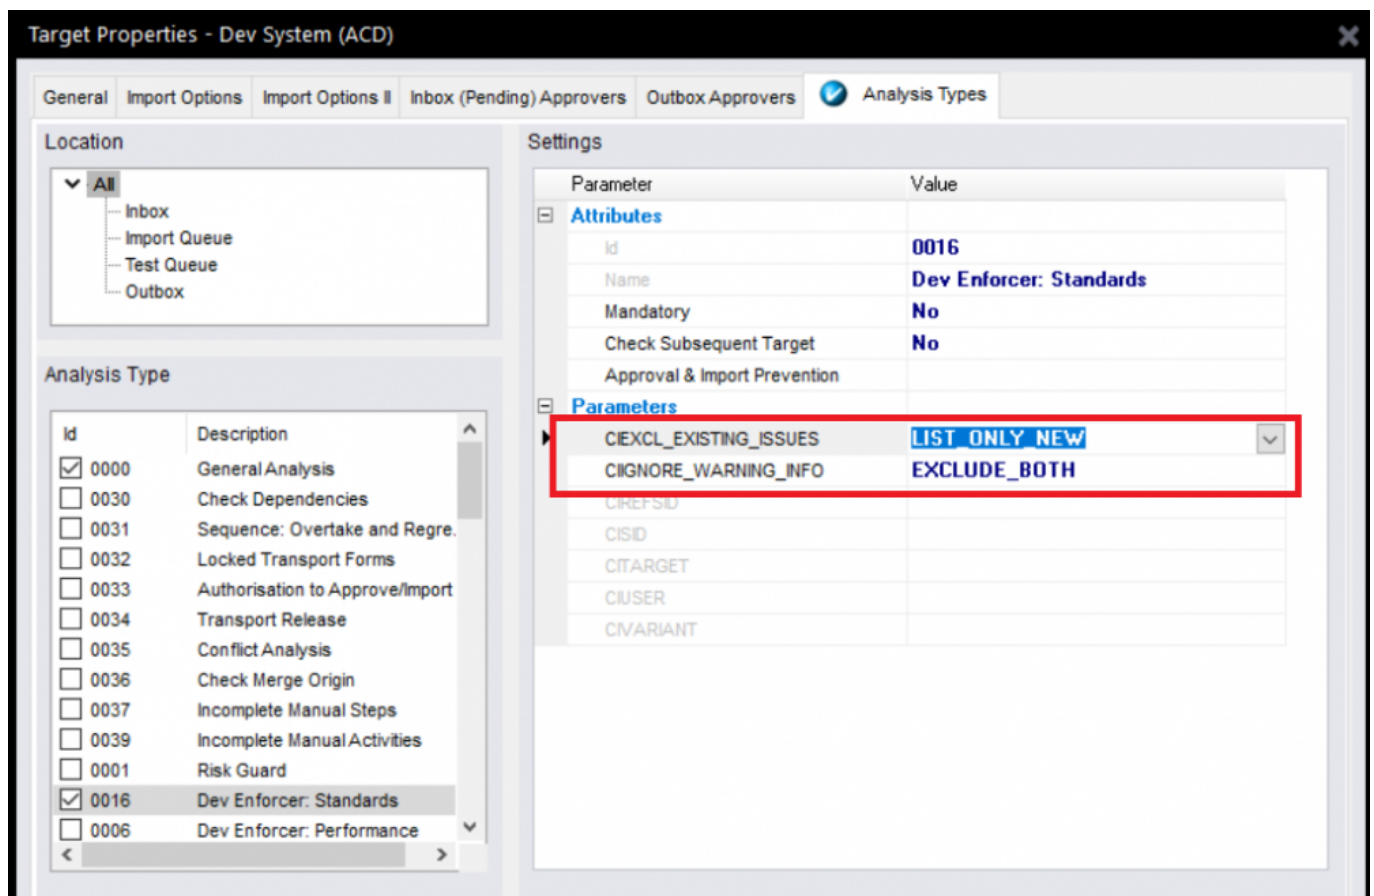 Target Properties - Dev System (ACD)
General Import Options Import Options II Inbox (Pending) Approvers Outbox Approvers Analysis Types
Location
All
Inbox
Import Queue
Test Queue
Outbox
Analysis Type
Id Description
0000 General Analysis
0030 Check Dependencies
0031 Sequence: Overtake and Regre.
0032 Locked Transport Forms
0033 Authorisation to Approve/Import
0034 Transport Release
0035 Conflict Analysis
0036 Check Merge Origin
0037 Incomplete Manual Steps
0039 Incomplete Manual Activities
0001 Risk Guard
0016 Dev Enforcer: Standards
0006 Dev Enforcer: Performance
Settings
Parameter Value
Attributes
Id 0016
Name Dev Enforcer: Standards
Mandatory No
Check Subsequent Target No
Approval & Import Prevention
Parameters
CIEXCL_EXISTING_ISSUES LIST_ONLY_NEW
CIIGNORE_WARNING_INFO EXCLUDE_BOTH
CIREFSID
CISID
CITARGET
CIUSER
CIVARIANT